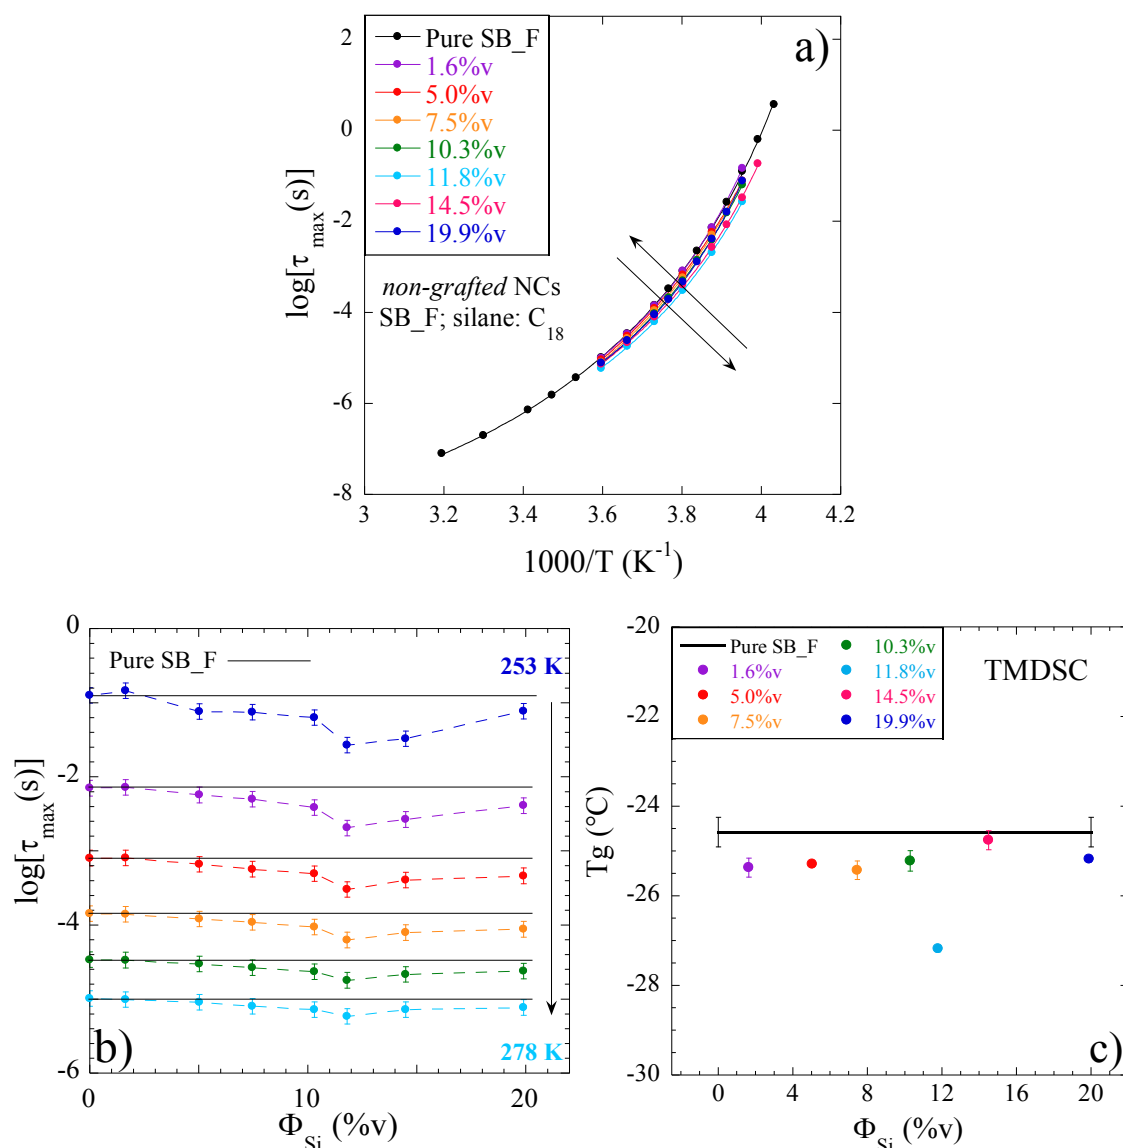 Pure SB_F
1.6%v
5.0%v
7.5%v
10.3%v
11.8%v
14.5%v
19.9%v
a)
non-grafted NCs
SB_F; silane: C18
log[τmax(s)]
2
0
-2
-4
-6
-8
3 3.2 3.4 3.6 3.8 4 4.2
1000/T (K-1)
0
-2
-4
-6
log[τmax(s)]
Pure SB_F
253 K
278 K
b)
0 10 20
ΦSi (%v)
-20
-22
-24
-26
-28
-30
Tg (°C)
Pure SB_F
1.6%v
5.0%v
7.5%v
10.3%v
11.8%v
14.5%v
19.9%v
TMDSC
c)
0 4 8 12 16 20
ΦSi (%v)